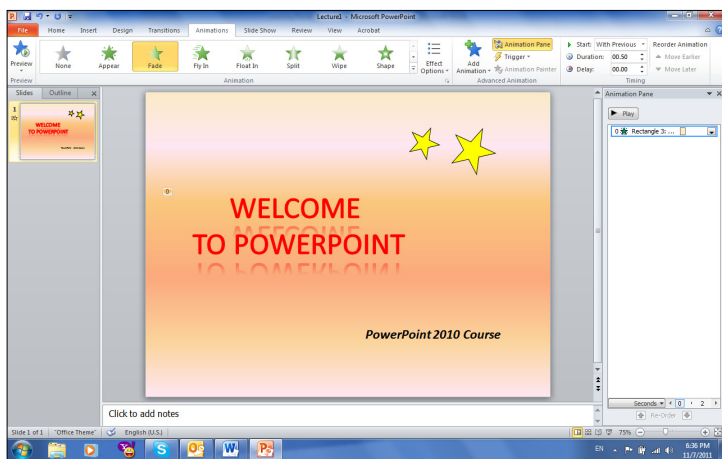 Lecture1 - Microsoft PowerPoint
File Home Insert Design Transitions Animations Slide Show Review View Acrobat
Preview None Appear Fade Fly In Float In Split Wipe Shape Effect Options Add Animation Animation Pane Trigger Animation Painter
Start: With Previous Duration: 00.50 Delay: 00.00 Reorder Animation Move Earlier Move Later
Preview Animation Advanced Animation Timing
Slides Outline
1
WELCOME
TO POWERPOINT
0
WELCOME
TO POWERPOINT
PowerPoint 2010 Course
Animation Pane
Play
0 Rectangle 3: ...
Seconds 0 2
Re-Order
Click to add notes
Slide 1 of 1 "Office Theme" English (U.S.) 75%
EN 6:36 PM
11/7/2011